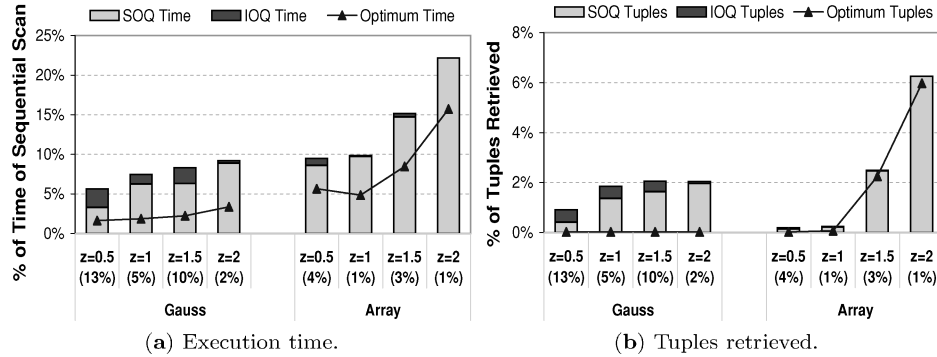 SOQ Time IOQ Time Optimum Time
% of Time of Sequential Scan
25%
20%
15%
10%
5%
0%
z=0.5 z=1 z=1.5 z=2 z=0.5 z=1 z=1.5 z=2
(13%) (5%) (10%) (2%) (4%) (1%) (3%) (1%)
Gauss Array
(a) Execution time.
SOQ Tuples IOQ Tuples Optimum Tuples
% of Tuples Retrieved
8%
6%
4%
2%
0%
z=0.5 z=1 z=1.5 z=2 z=0.5 z=1 z=1.5 z=2
(13%) (5%) (10%) (2%) (4%) (1%) (3%) (1%)
Gauss Array
(b) Tuples retrieved.